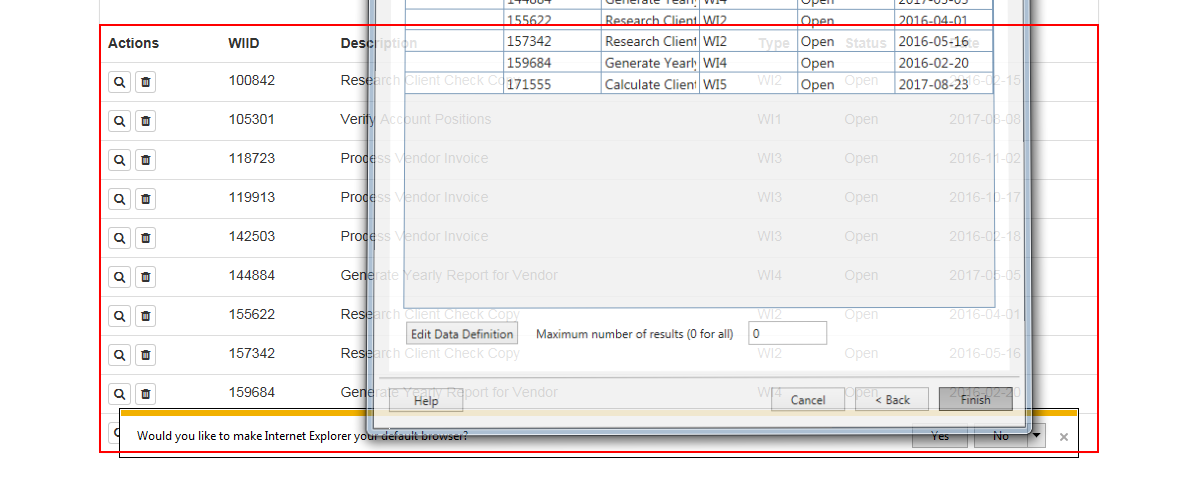 144884 Generate Yearly WI4 Open 2017-05-05
155622 Research Client WI2 Open 2016-04-01
Actions WIID Description Type Status Date
157342 Research Client WI2 Open 2016-05-16
159684 Generate Yearly WI4 Open 2016-02-20
100842 Research Client Check Copy WI2 Open 2016-02-15
171555 Calculate Client WI5 Open 2017-08-23
105301 Verify Account Positions WI1 Open 2017-08-08
118723 Process Vendor Invoice WI3 Open 2016-11-02
119913 Process Vendor Invoice WI3 Open 2016-10-17
142503 Process Vendor Invoice WI3 Open 2016-02-18
144884 Generate Yearly Report for Vendor WI4 Open 2017-05-05
155622 Research Client Check Copy WI2 Open 2016-04-01
Edit Data Definition Maximum number of results (0 for all) 0
157342 Research Client Check Copy WI2 Open 2016-05-16
159684 Generate Yearly Report for Vendor WI4 Open 2016-02-20
Help Cancel < Back Finish
Would you like to make Internet Explorer your default browser? Yes No